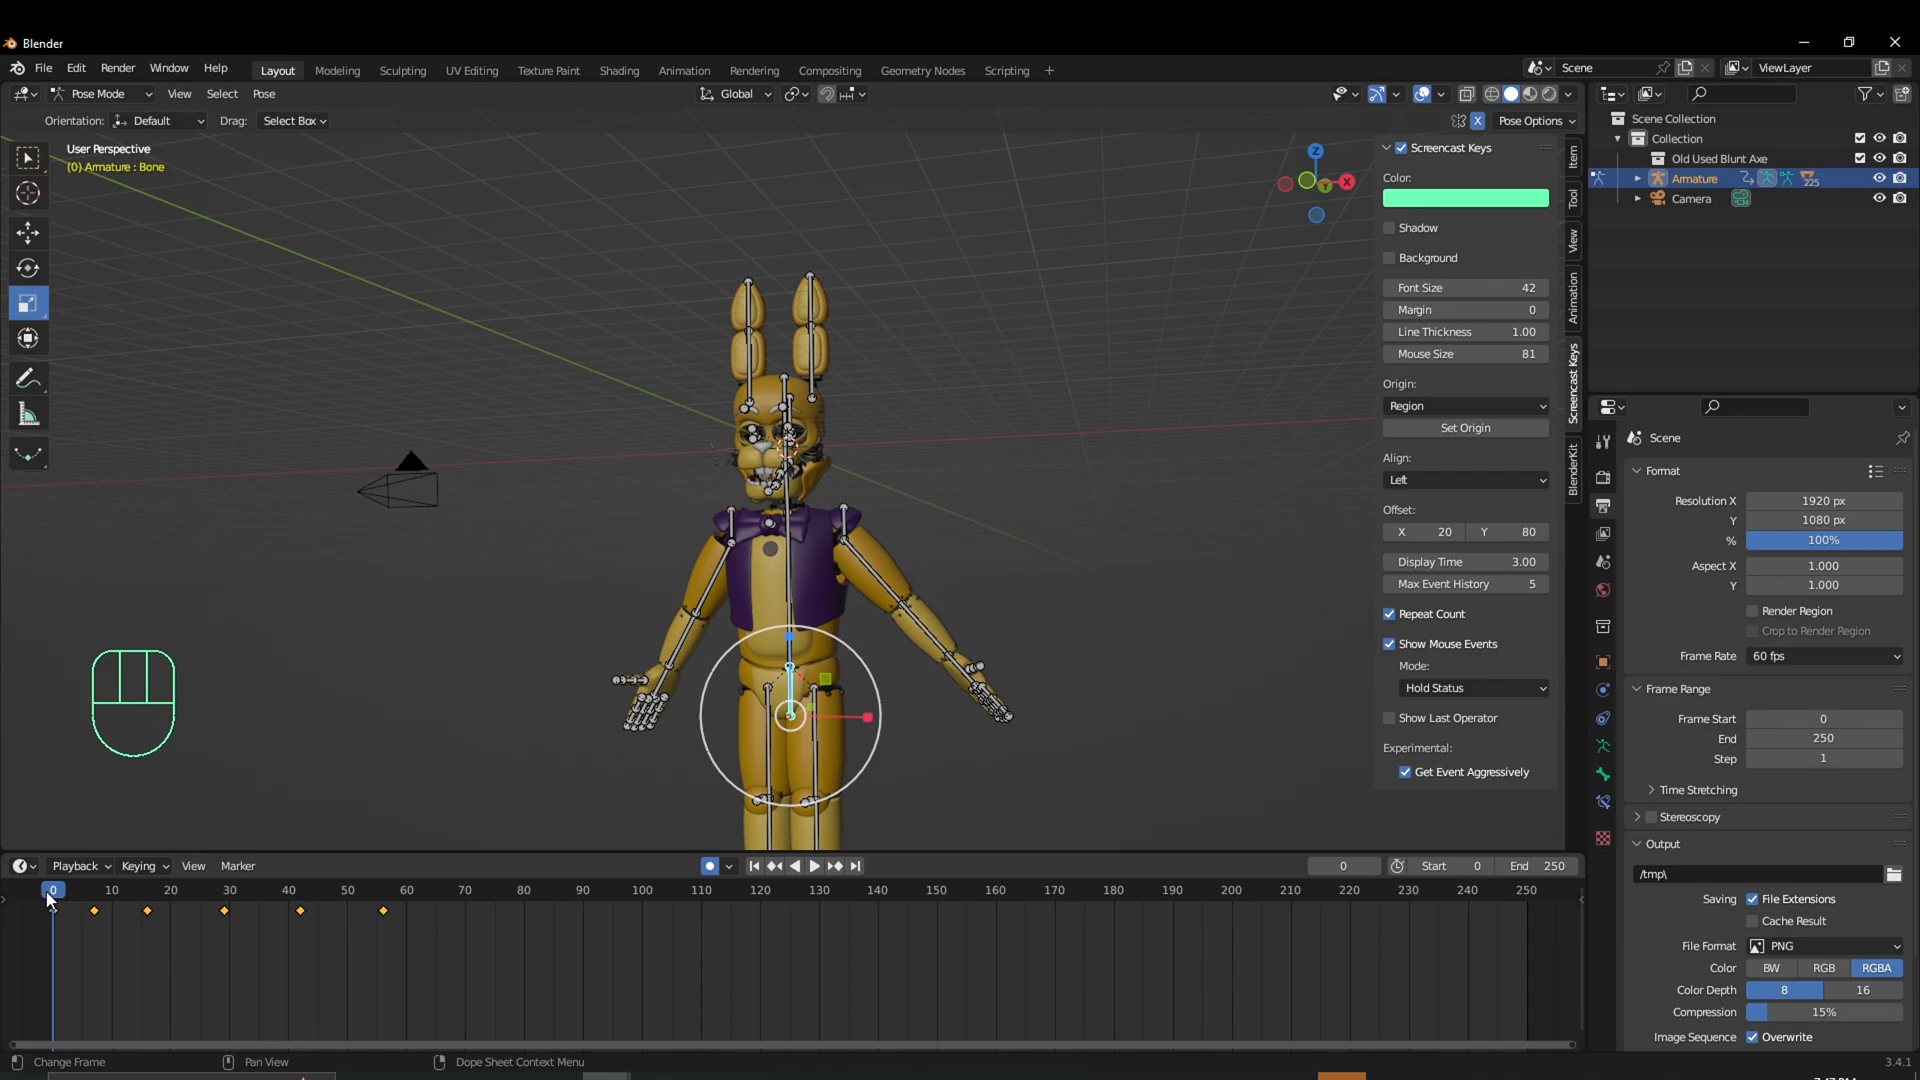 Blender
File Edit Render Window Help Layout Modeling Sculpting UV Editing Texture Paint Shading Animation Rendering Compositing Geometry Nodes Scripting + Scene ViewLayer
Pose Mode View Select Pose Global
Orientation: Default Drag: Select Box X Pose Options
User Perspective
(0) Armature : Bone
Z
X
Y
Item
Tool
View
Animation
Screencast Keys
BlenderKit
Screencast Keys
Color:
Shadow
Background
Font Size 42
Margin 0
Line Thickness 1.00
Mouse Size 81
Origin:
Region
Set Origin
Align:
Left
Offset:
X 20 Y 80
Display Time 3.00
Max Event History 5
Repeat Count
Show Mouse Events
Mode:
Hold Status
Show Last Operator
Experimental:
Get Event Aggressively
Scene Collection
Collection
Old Used Blunt Axe
Armature 225
Camera
Scene
Format
Resolution X 1920 px
Y 1080 px
% 100%
Aspect X 1.000
Y 1.000
Render Region
Crop to Render Region
Frame Rate 60 fps
Frame Range
Frame Start 0
End 250
Step 1
Time Stretching
Stereoscopy
Output
/tmp\
Saving File Extensions
Cache Result
File Format PNG
Color BW RGB RGBA
Color Depth 8 16
Compression 15%
Image Sequence Overwrite
Playback Keying View Marker 0 Start 0 End 250
0 10 20 30 40 50 60 70 80 90 100 110 120 130 140 150 160 170 180 190 200 210 220 230 240 250
Change Frame Pan View Dope Sheet Context Menu 3.4.1